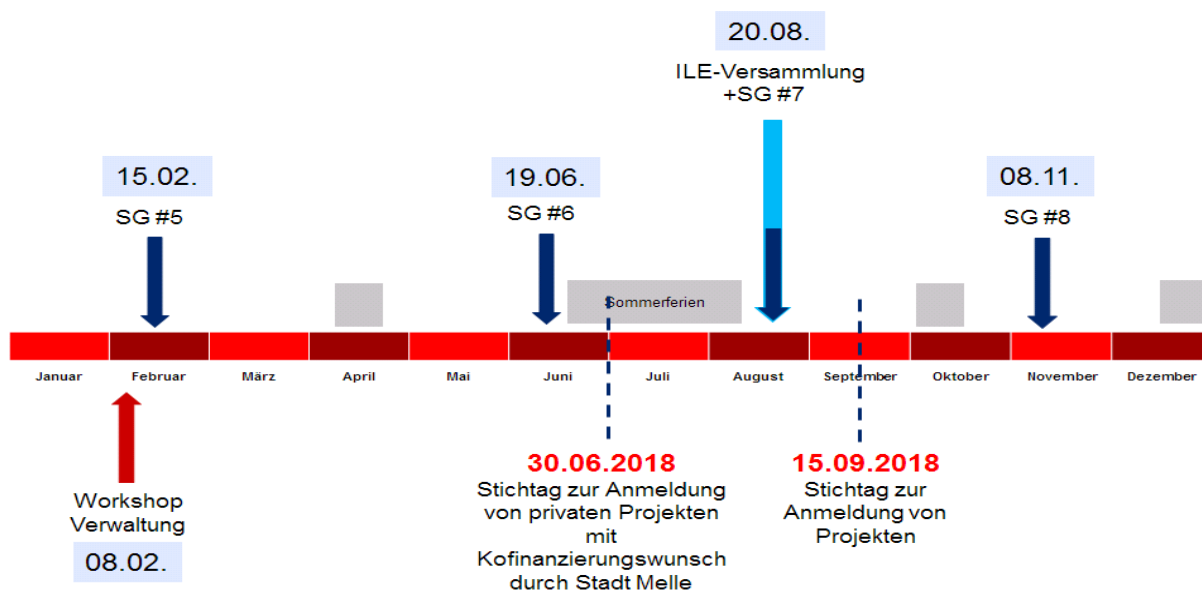 20.08.
ILE-Versammlung
+SG #7
15.02.
SG #5
19.06.
SG #6
08.11.
SG #8
Sommerferien
Januar
Februar
März
April
Mai
Juni
Juli
August
September
Oktober
November
Dezember
Workshop
Verwaltung
08.02.
30.06.2018
Stichtag zur Anmeldung
von privaten Projekten
mit
Kofinanzierungswunsch
durch Stadt Melle
15.09.2018
Stichtag zur
Anmeldung von
Projekten